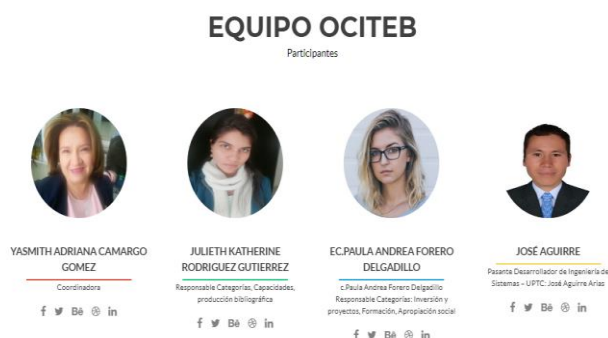 EQUIPO OCITEB
Participantes
YASMITH ADRIANA CAMARGO
GOMEZ
Coordinadora
JULIETH KATHERINE
RODRIGUEZ GUTIERREZ
Responsable Categorías, Capacidades,
producción bibliográfica
EC.PAULA ANDREA FORERO
DELGADILLO
c.Paula Andrea Forero Delgadillo
Responsable Categorías: Inversión y
proyectos, Formación, Apropiación social
JOSÉ AGUIRRE
Pasante Desarrollador de Ingeniería de
Sistemas – UPTC: José Aguirre Arias